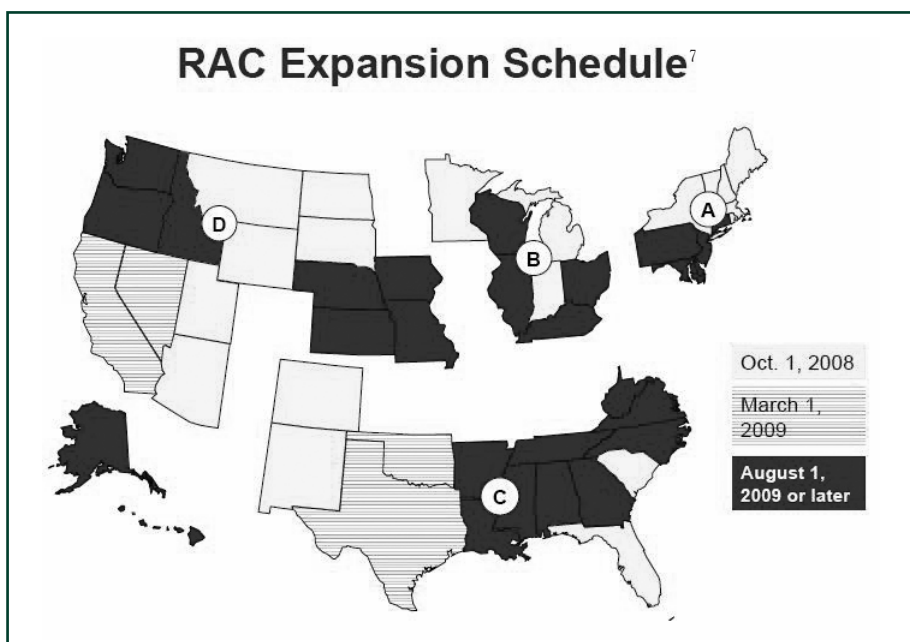 RAC Expansion Schedule7
A
D
B
C
Oct. 1, 2008
March 1,
2009
August 1,
2009 or later